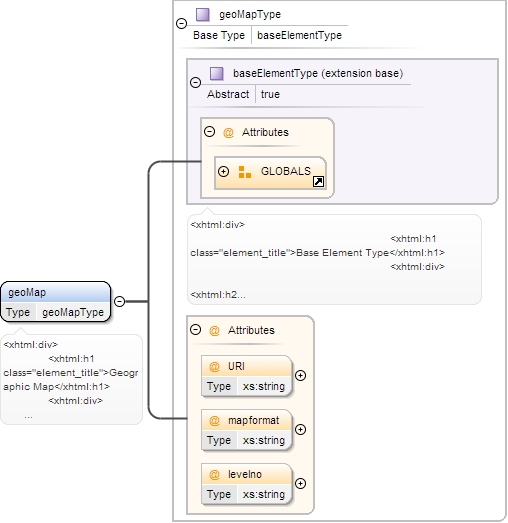 geoMapType
Base Type baseElementType
baseElementType (extension base)
Abstract true
@ Attributes
GLOBALS
<xhtml:div>
<xhtml:h1
class="element_title">Base Element Type</xhtml:h1>
<xhtml:div>
<xhtml:h2...
geoMap
Type geoMapType
<xhtml:div>
<xhtml:h1
class="element_title">Geogr
aphic Map</xhtml:h1>
<xhtml:div>
...
@ Attributes
@ URI
Type xs:string
@ mapformat
Type xs:string
@ levelno
Type xs:string